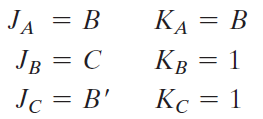 J_A = B K_A = B
J_B = C K_B = 1
J_C = B′ K_C = 1